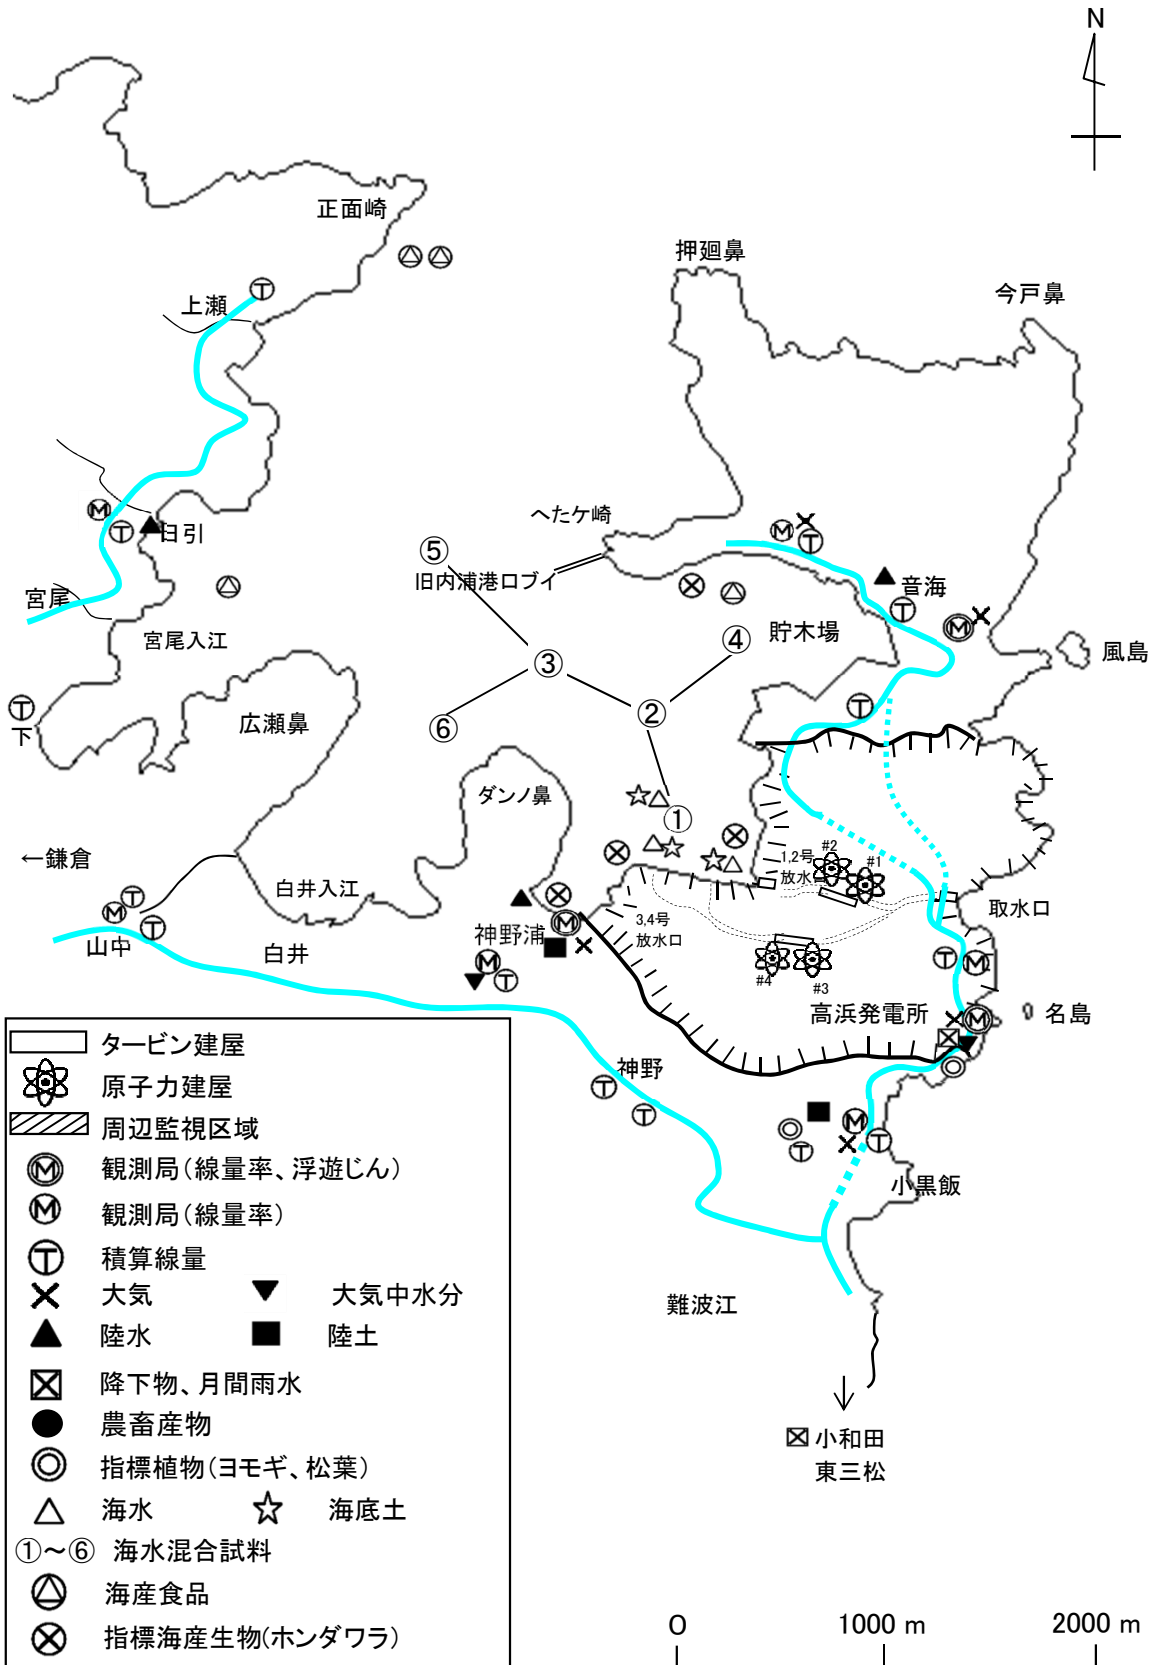 N
正面崎
押廻鼻
今戸鼻
Ⓣ
上瀬
へたケ崎
Ⓜ
Ⓜ
Ⓣ
Ⓣ
日引
⑤
旧内浦港口ブイ
音海
宮尾
Ⓣ
Ⓜ
宮尾入江
貯木場
④
風島
③
Ⓣ
下
広瀬鼻
⑥
②
Ⓣ
ダンノ鼻
①
←鎌倉
#2
#1
1,2号
放水口
白井入江
取水口
Ⓣ
Ⓜ
Ⓣ
山中
白井
神野浦
Ⓜ
3,4号
放水口
Ⓜ
Ⓣ
Ⓣ
Ⓜ
#4
#3
高浜発電所
Ⓜ
名島
神野
Ⓣ
Ⓣ
Ⓜ
Ⓣ
Ⓣ
小黒飯
難波江
小和田
東三松
タービン建屋
原子力建屋
周辺監視区域
Ⓜ 観測局(線量率、浮遊じん)
Ⓜ 観測局(線量率)
Ⓣ 積算線量
大気 大気中水分
陸水 陸土
降下物、月間雨水
農畜産物
指標植物(ヨモギ、松葉)
海水 海底土
①~⑥ 海水混合試料
海産食品
指標海産生物(ホンダワラ)
O 1000 m 2000 m